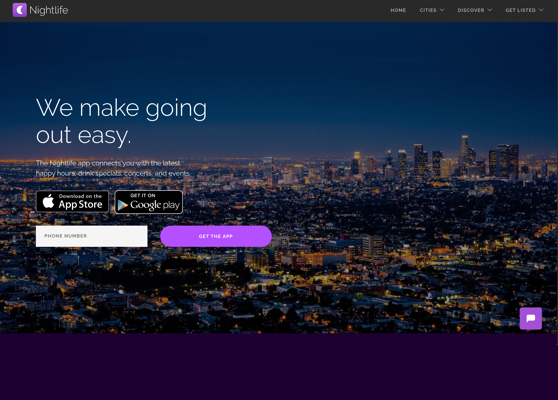 Nightlife
HOME CITIES DISCOVER GET LISTED
We make going
out easy.
The Nightlife app connects you with the latest
happy hours, drink specials, concerts, and events.
Download on the
App Store
GET IT ON
Google play
PHONE NUMBER
GET THE APP